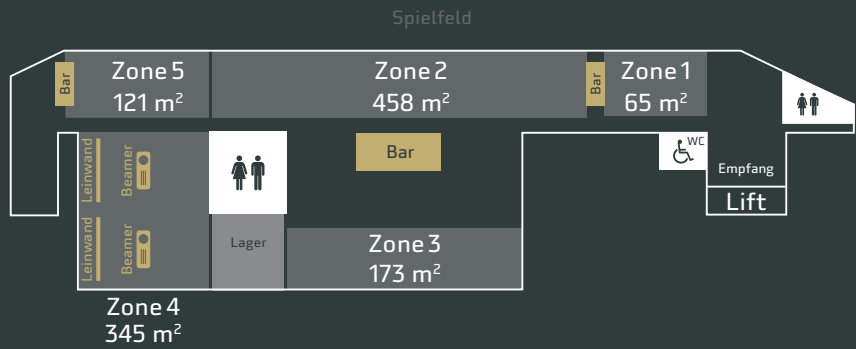 Spielfeld
Bar
Zone 5
121 m²
Zone 2
458 m²
Bar
Zone 1
65 m²
Leinwand
Beamer
Bar
WC
Empfang
Lift
Leinwand
Beamer
Lager
Zone 3
173 m²
Zone 4
345 m²